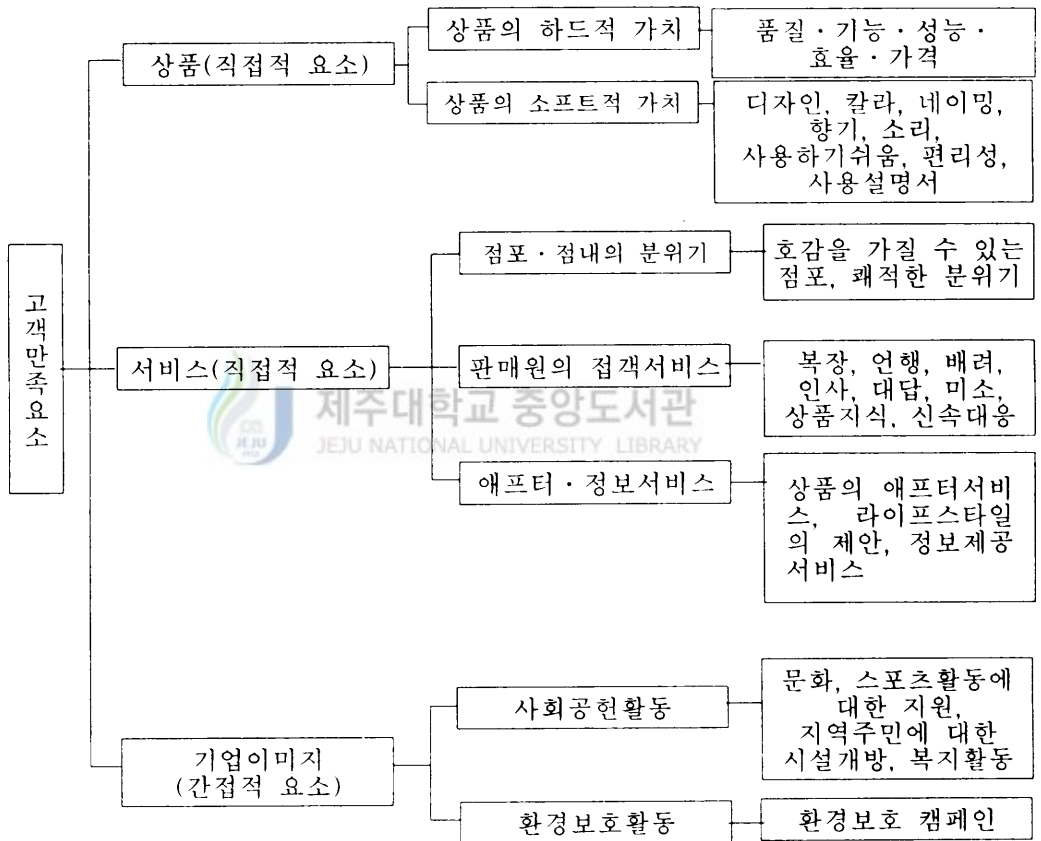 고객만족요소
상품(직접적 요소)
상품의 하드적 가치
품질·기능·성능·
효율·가격
상품의 소프트적 가치
디자인, 칼라, 네이밍,
향기, 소리,
사용하기쉬움, 편리성,
사용설명서
서비스(직접적 요소)
점포·점내의 분위기
호감을 가질 수 있는
점포, 쾌적한 분위기
판매원의 접객서비스
복장, 언행, 배려,
인사, 대답, 미소,
상품지식, 신속대응
애프터·정보서비스
상품의 애프터서비
스, 라이프스타일
의 제안, 정보제공
서비스
기업이미지
(간접적 요소)
사회공헌활동
문화, 스포츠활동에
대한 지원,
지역주민에 대한
시설개방, 복지활동
환경보호활동
환경보호 캠페인
제주대학교 중앙도서관
JEJU NATIONAL UNIVERSITY LIBRARY
JEJU
1952